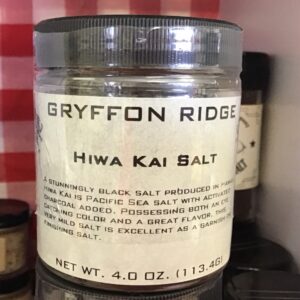 GRYFFON RIDGE
HIWA KAI SALT
A STUNNINGLY BLACK SALT PRODUCED IN
HIWA KAI IS PACIFIC SEA SALT WITH ACTIVATED
CHARCOAL ADDED. POSSESSING BOTH AN EYE
CATCHING COLOR AND A GREAT FLAVOR, THIS
VERY MILD SALT IS EXCELLENT AS A GARNISH OR
FINISHING SALT.
NET WT. 4.0 OZ. (113.4G)